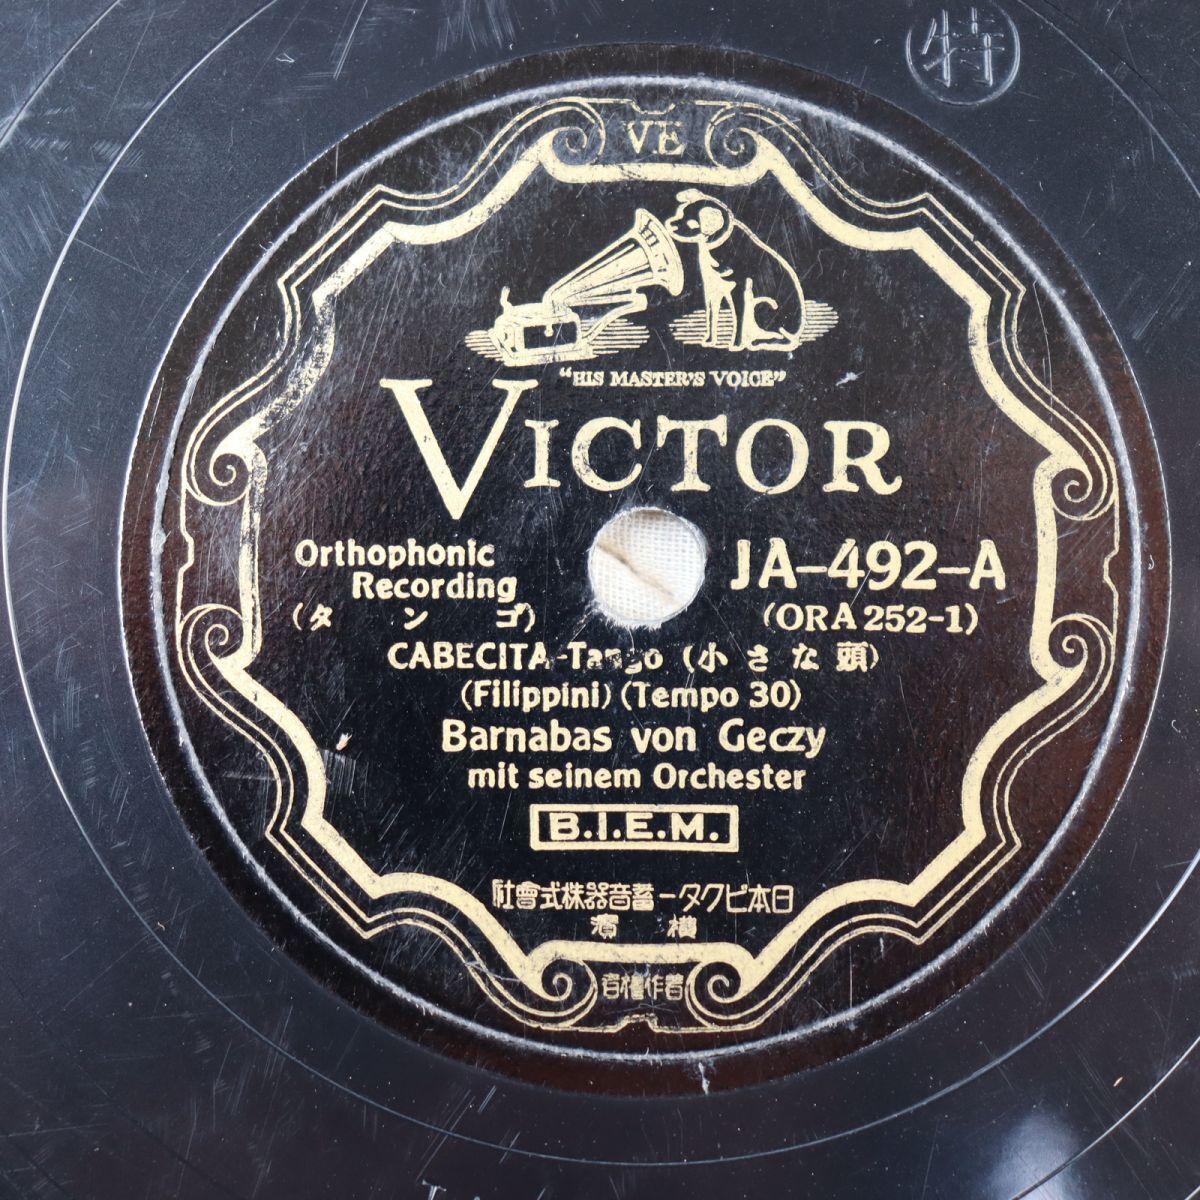 特
VE
"HIS MASTER'S VOICE"
VICTOR
Orthophonic
Recording
(タンゴ)
JA-492-A
(ORA 252-1)
CABECITA-Tango (小さな頭)
(Filippini) (Tempo 30)
Barnabas von Geczy
mit seinem Orchester
B.I.E.M.
社會式株器音蓄ータクビ本日
濱橫
有權作著